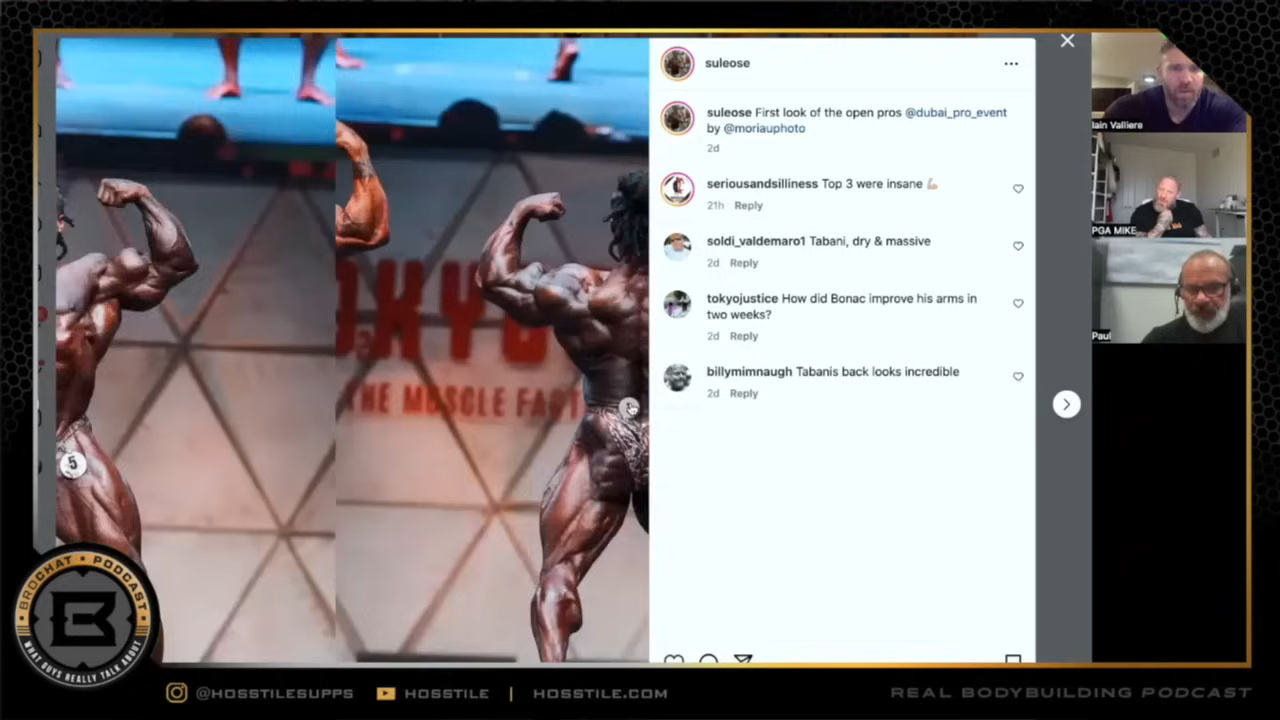 suleose
suleose First look of the open pros @dubai_pro_event
by @moriauphoto
2d
seriousandsilliness Top 3 were insane 💪🏼
21h Reply
soldi_valdemaro1 Tabani, dry & massive
2d Reply
tokyojustice How did Bonac improve his arms in
two weeks?
2d Reply
billymimnaugh Tabanis back looks incredible
2d Reply
Iain Valliere
PGA MIKE
Paul
OKYO
THE MUSCLE FACT
5
BROCHAT • PODCAST
B
WHAT GUYS REALLY TALK ABOUT
@HOSSTILESUPPS
HOSSTILE | HOSSTILE.COM
REAL BODYBUILDING PODCAST